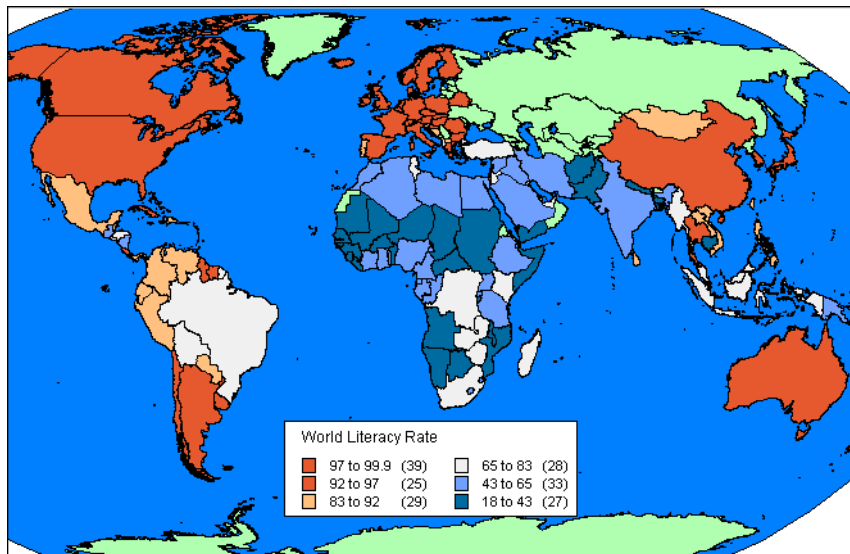 World Literacy Rate
97 to 99.9 (39)
92 to 97 (25)
83 to 92 (29)
65 to 83 (28)
43 to 65 (33)
18 to 43 (27)